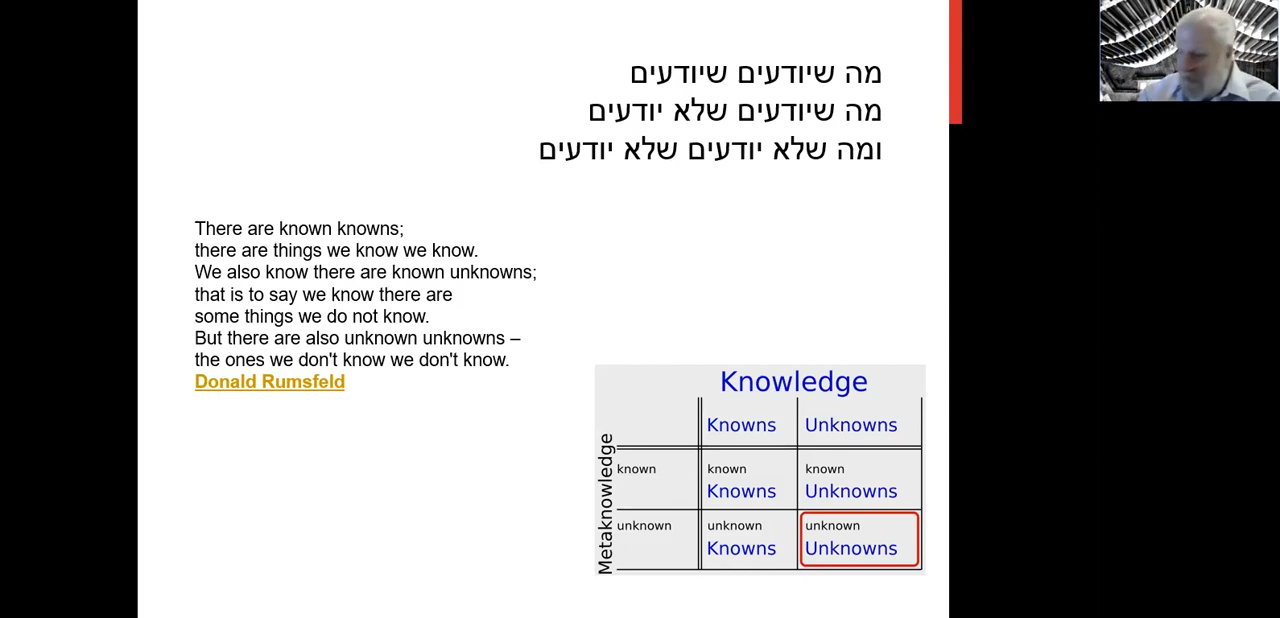 מה שיודעים שיודעים
מה שיודעים שלא יודעים
ומה שלא יודעים שלא יודעים
There are known knowns;
there are things we know we know.
We also know there are known unknowns;
that is to say we know there are
some things we do not know.
But there are also unknown unknowns –
the ones we don't know we don't know.
Donald Rumsfeld
Knowledge
Metaknowledge
Knowns Unknowns
known known known
Knowns Unknowns
unknown unknown unknown
Knowns Unknowns